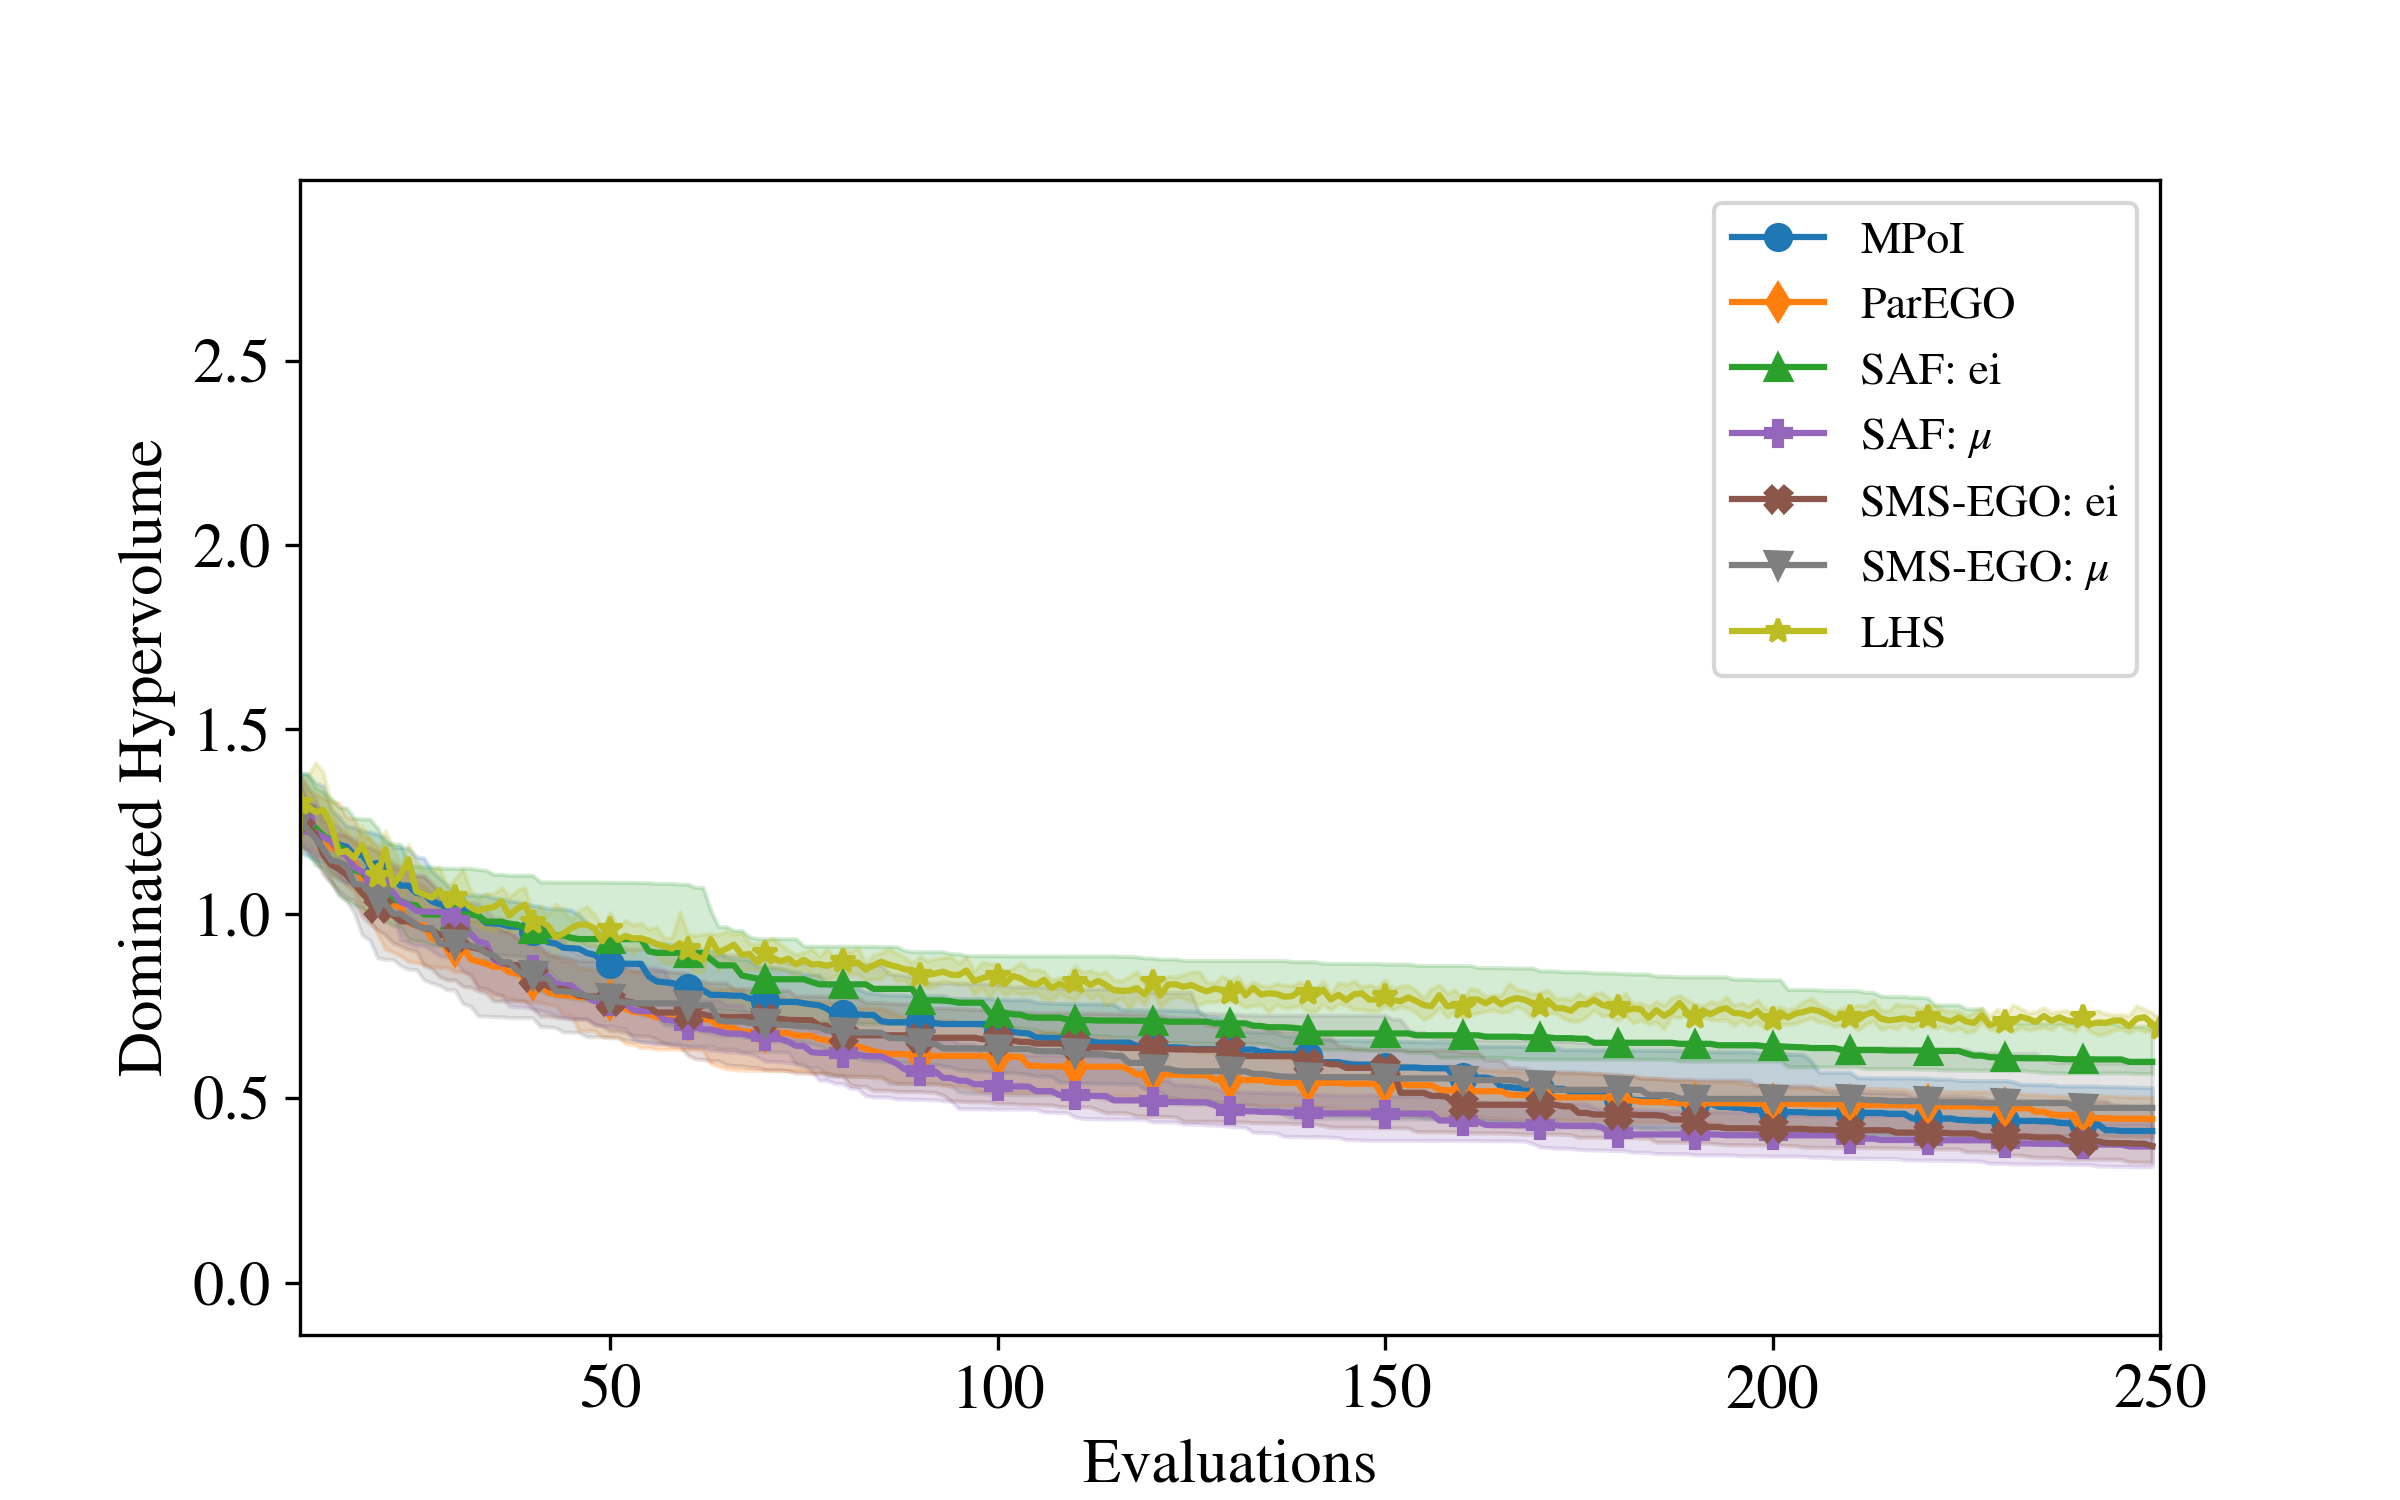 MPoI
ParEGO
SAF: ei
SAF: μ
SMS-EGO: ei
SMS-EGO: μ
LHS
Dominated Hypervolume
2.5
2.0
1.5
1.0
0.5
0.0
50 100 150 200 250
Evaluations